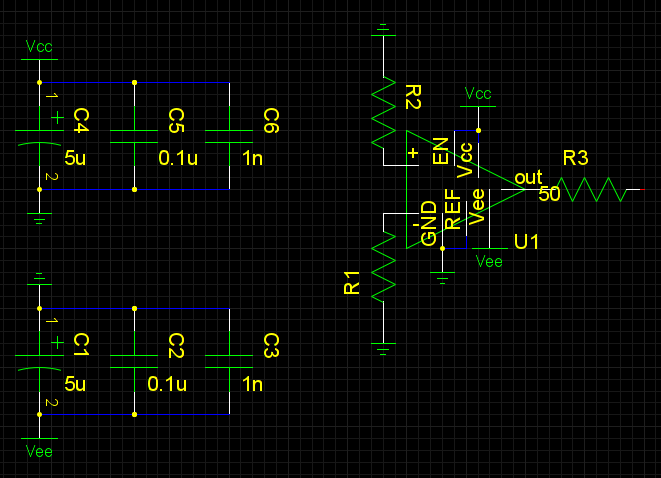 Vcc
1
+
C4
5u
2
C5
0.1u
C6
1n
1
+
C1
5u
2
Vee
C2
0.1u
C3
1n
R2
Vcc
+
EN
Vcc
out
50
R3
-
GND
REF
Vee
U1
Vee
R1